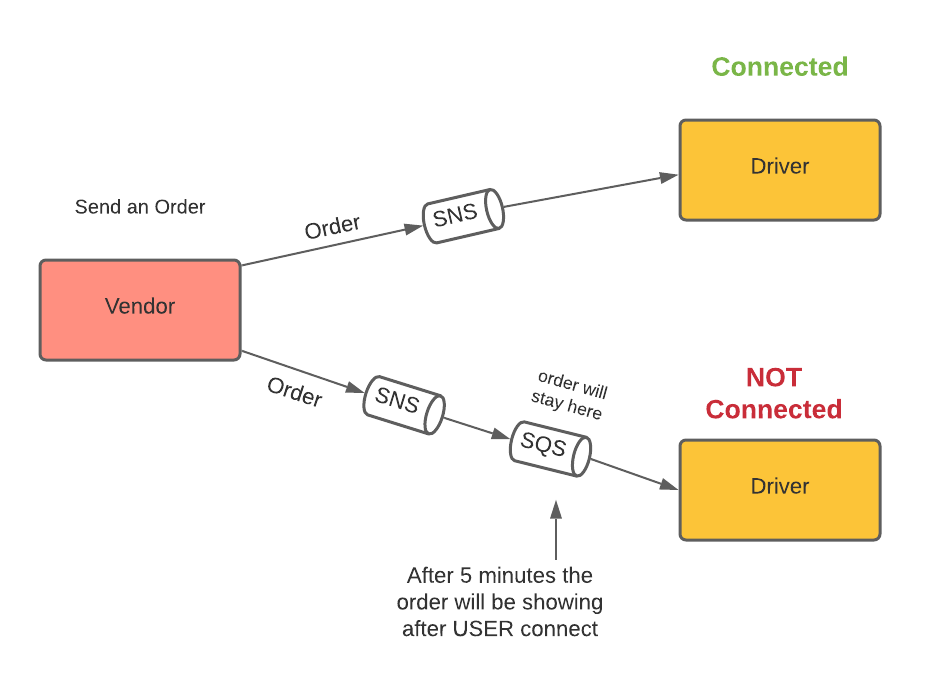 Connected
Driver
Send an Order
Order
SNS
Vendor
Order
SNS
order will
stay here
SQS
NOT
Connected
Driver
After 5 minutes the
order will be showing
after USER connect